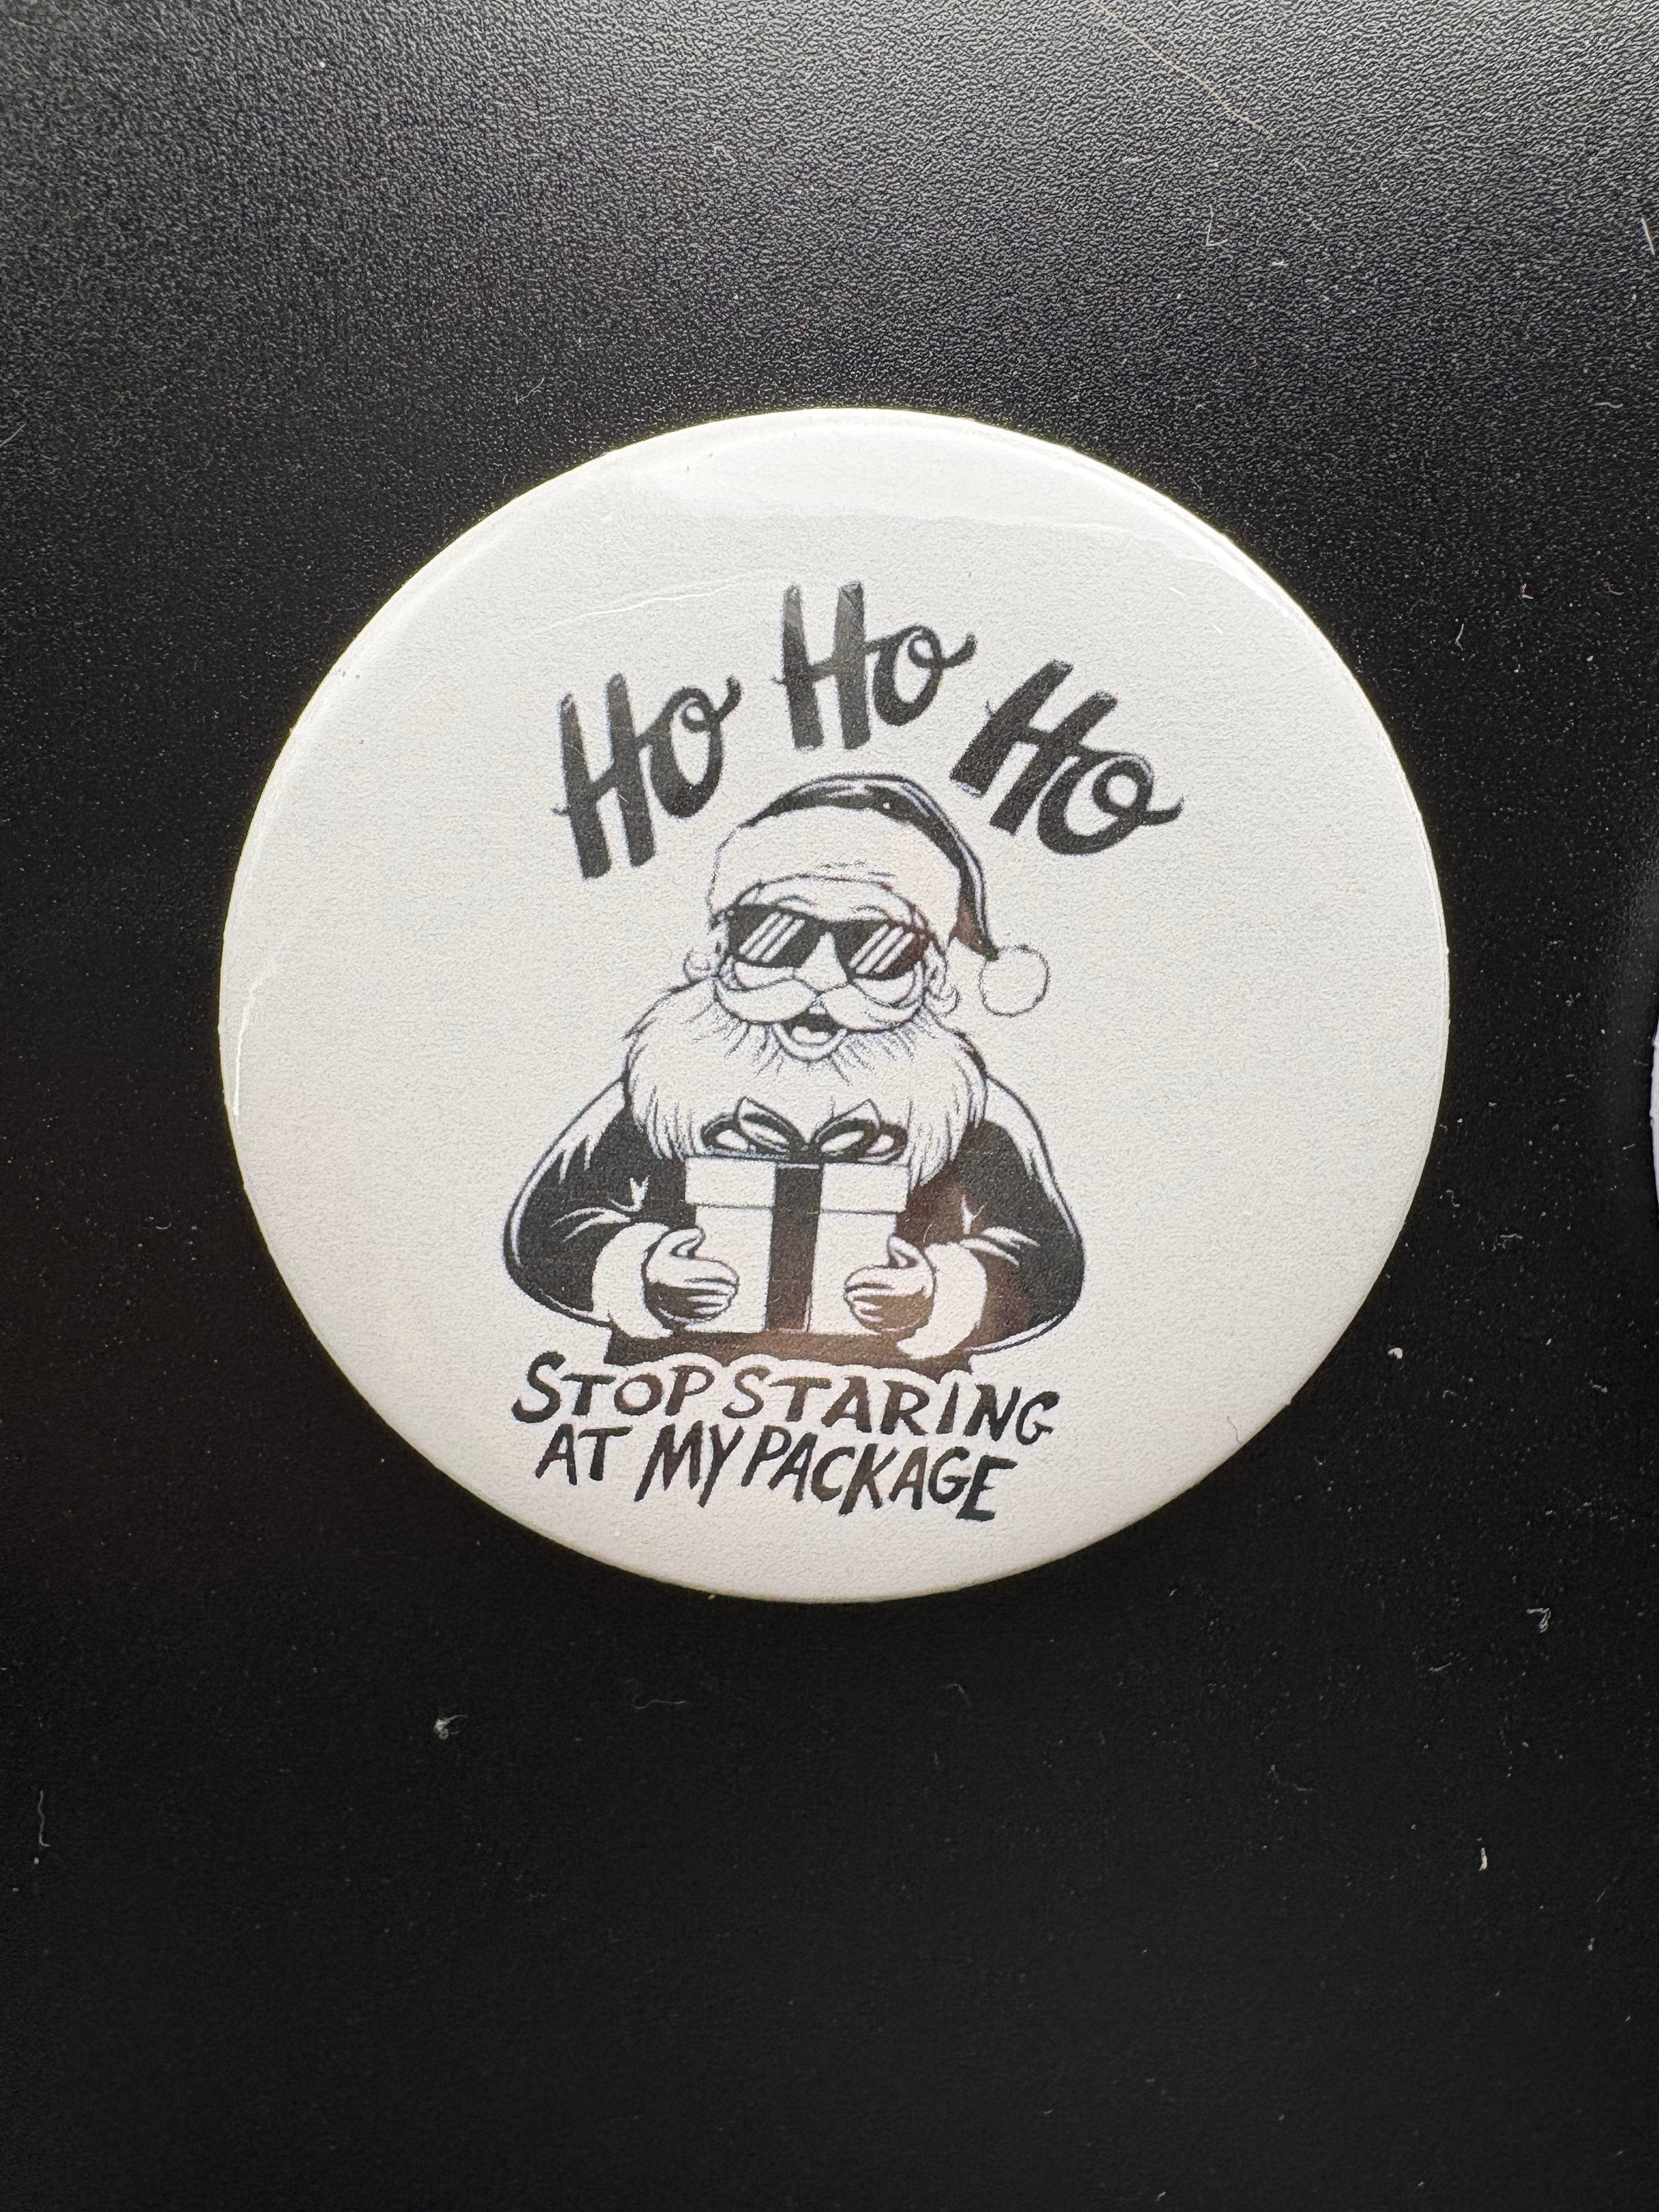 Ho Ho Ho
STOP STARING
AT MY PACKAGE